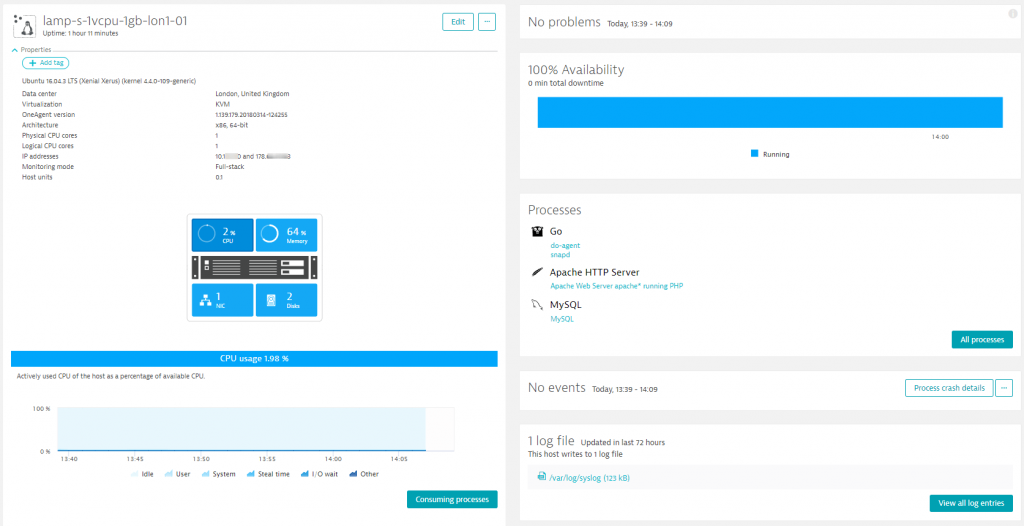 lamp-s-1vcpu-1gb-lon1-01
Uptime: 1 hour 11 minutes
Edit
...
Properties
Add tag
Ubuntu 16.04.3 LTS (Xenial Xerus) (kernel 4.4.0-109-generic)
Data center London, United Kingdom
Virtualization KVM
OneAgent version 1.139.179.20180314-124255
Architecture x86, 64-bit
Physical CPU cores 1
Logical CPU cores 1
IP addresses 10.1 0 and 178.6
Monitoring mode Full-stack
Host units 0.1
2 %
CPU
64 %
Memory
1
NIC
2
Disks
CPU usage 1.98 %
Actively used CPU of the host as a percentage of available CPU.
100 %
0 %
13:40 13:45 13:50 13:55 14:00 14:05
Idle User System Steal time I/O wait Other
Consuming processes
No problems Today, 13:39 - 14:09
100% Availability
0 min total downtime
14:00
Running
Processes
Go
do-agent
snapd
Apache HTTP Server
Apache Web Server apache* running PHP
MySQL
MySQL
All processes
No events Today, 13:39 - 14:09
Process crash details
...
1 log file Updated in last 72 hours
This host writes to 1 log file
/var/log/syslog (123 kB)
View all log entries